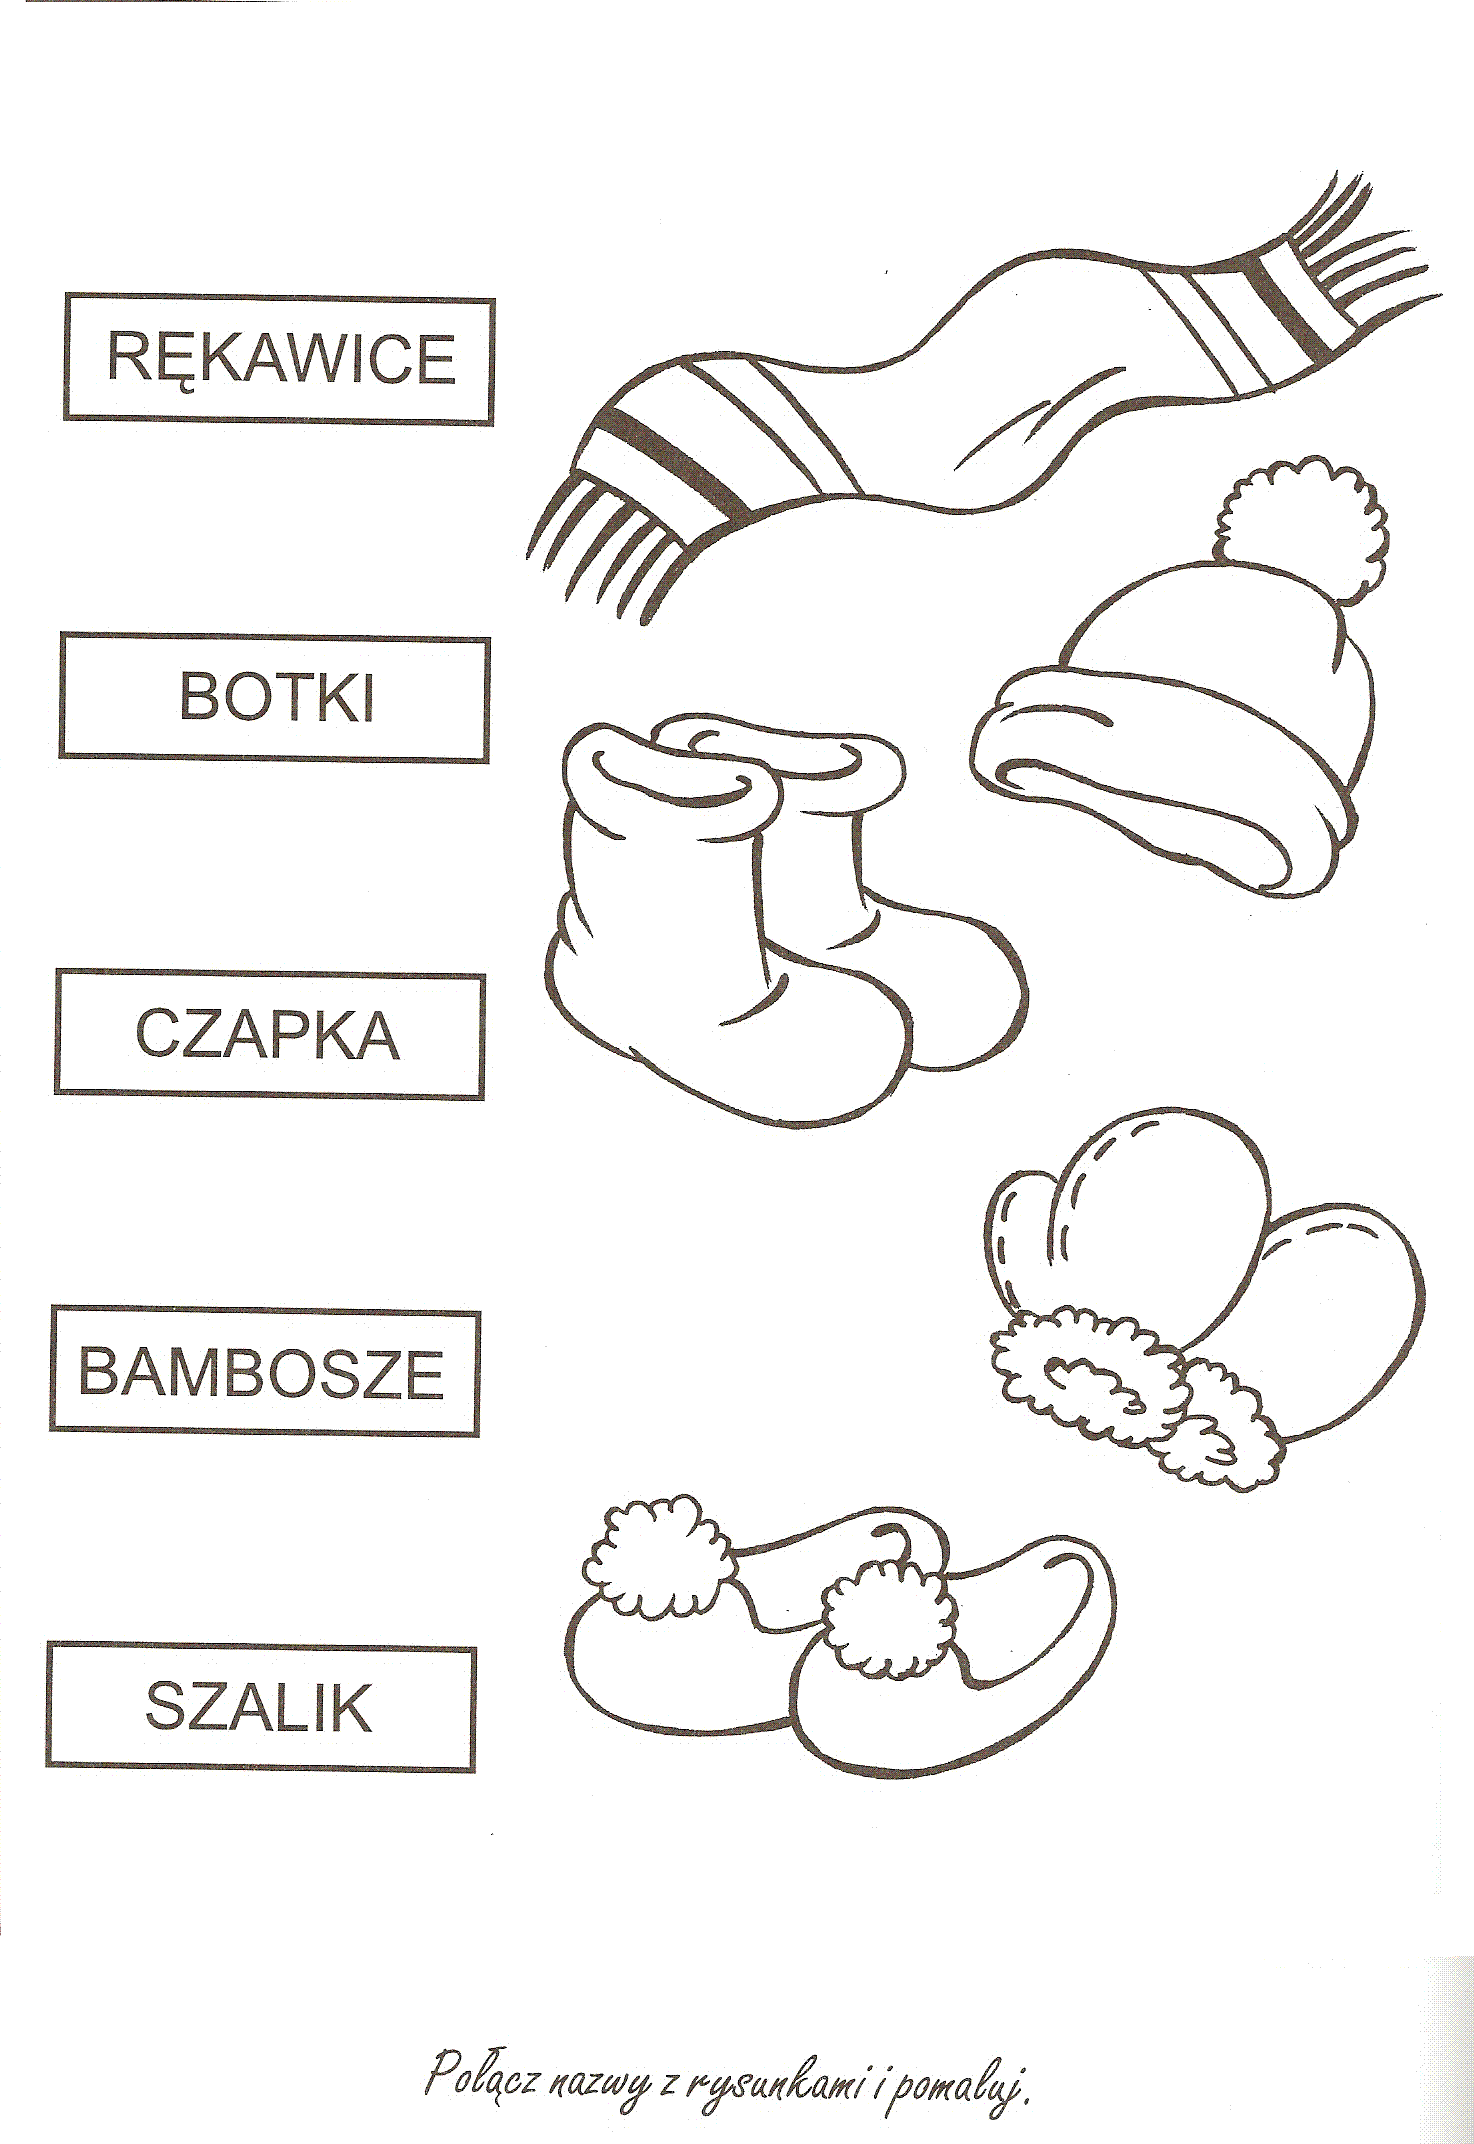 RĘKAWICE
BOTKI
CZAPKA
BAMBOSZE
SZALIK
Połącz nazwy z rysunkami i pomaluj.